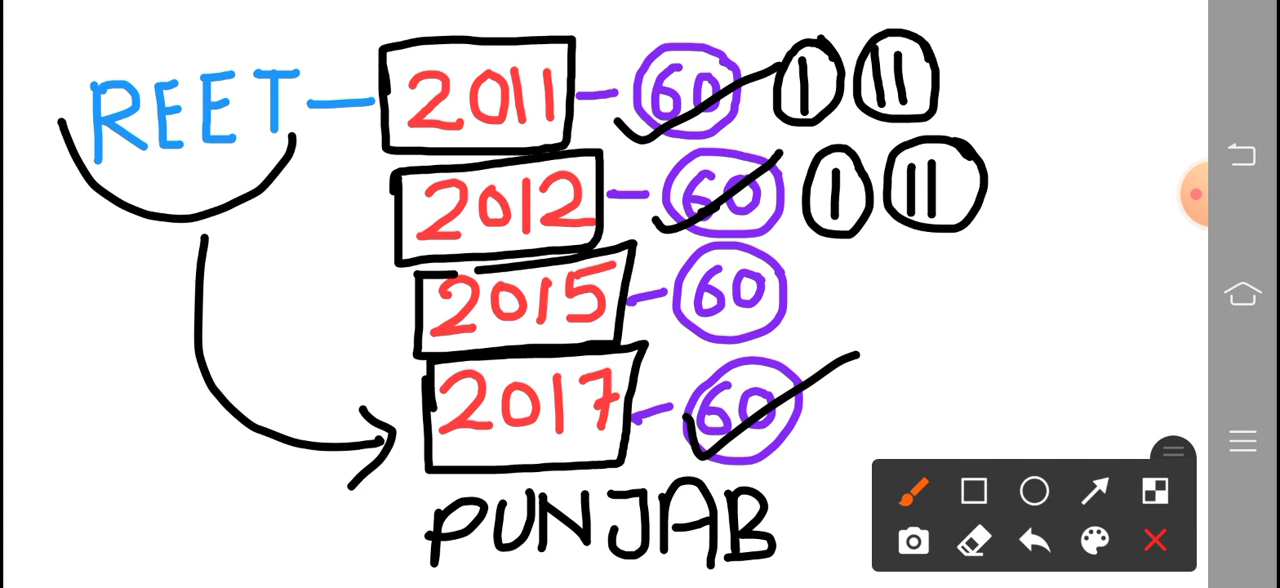 REET — 2011 - 60 I II
2012 - 60 I II
2015 - 60
2017 - 60
PUNJAB